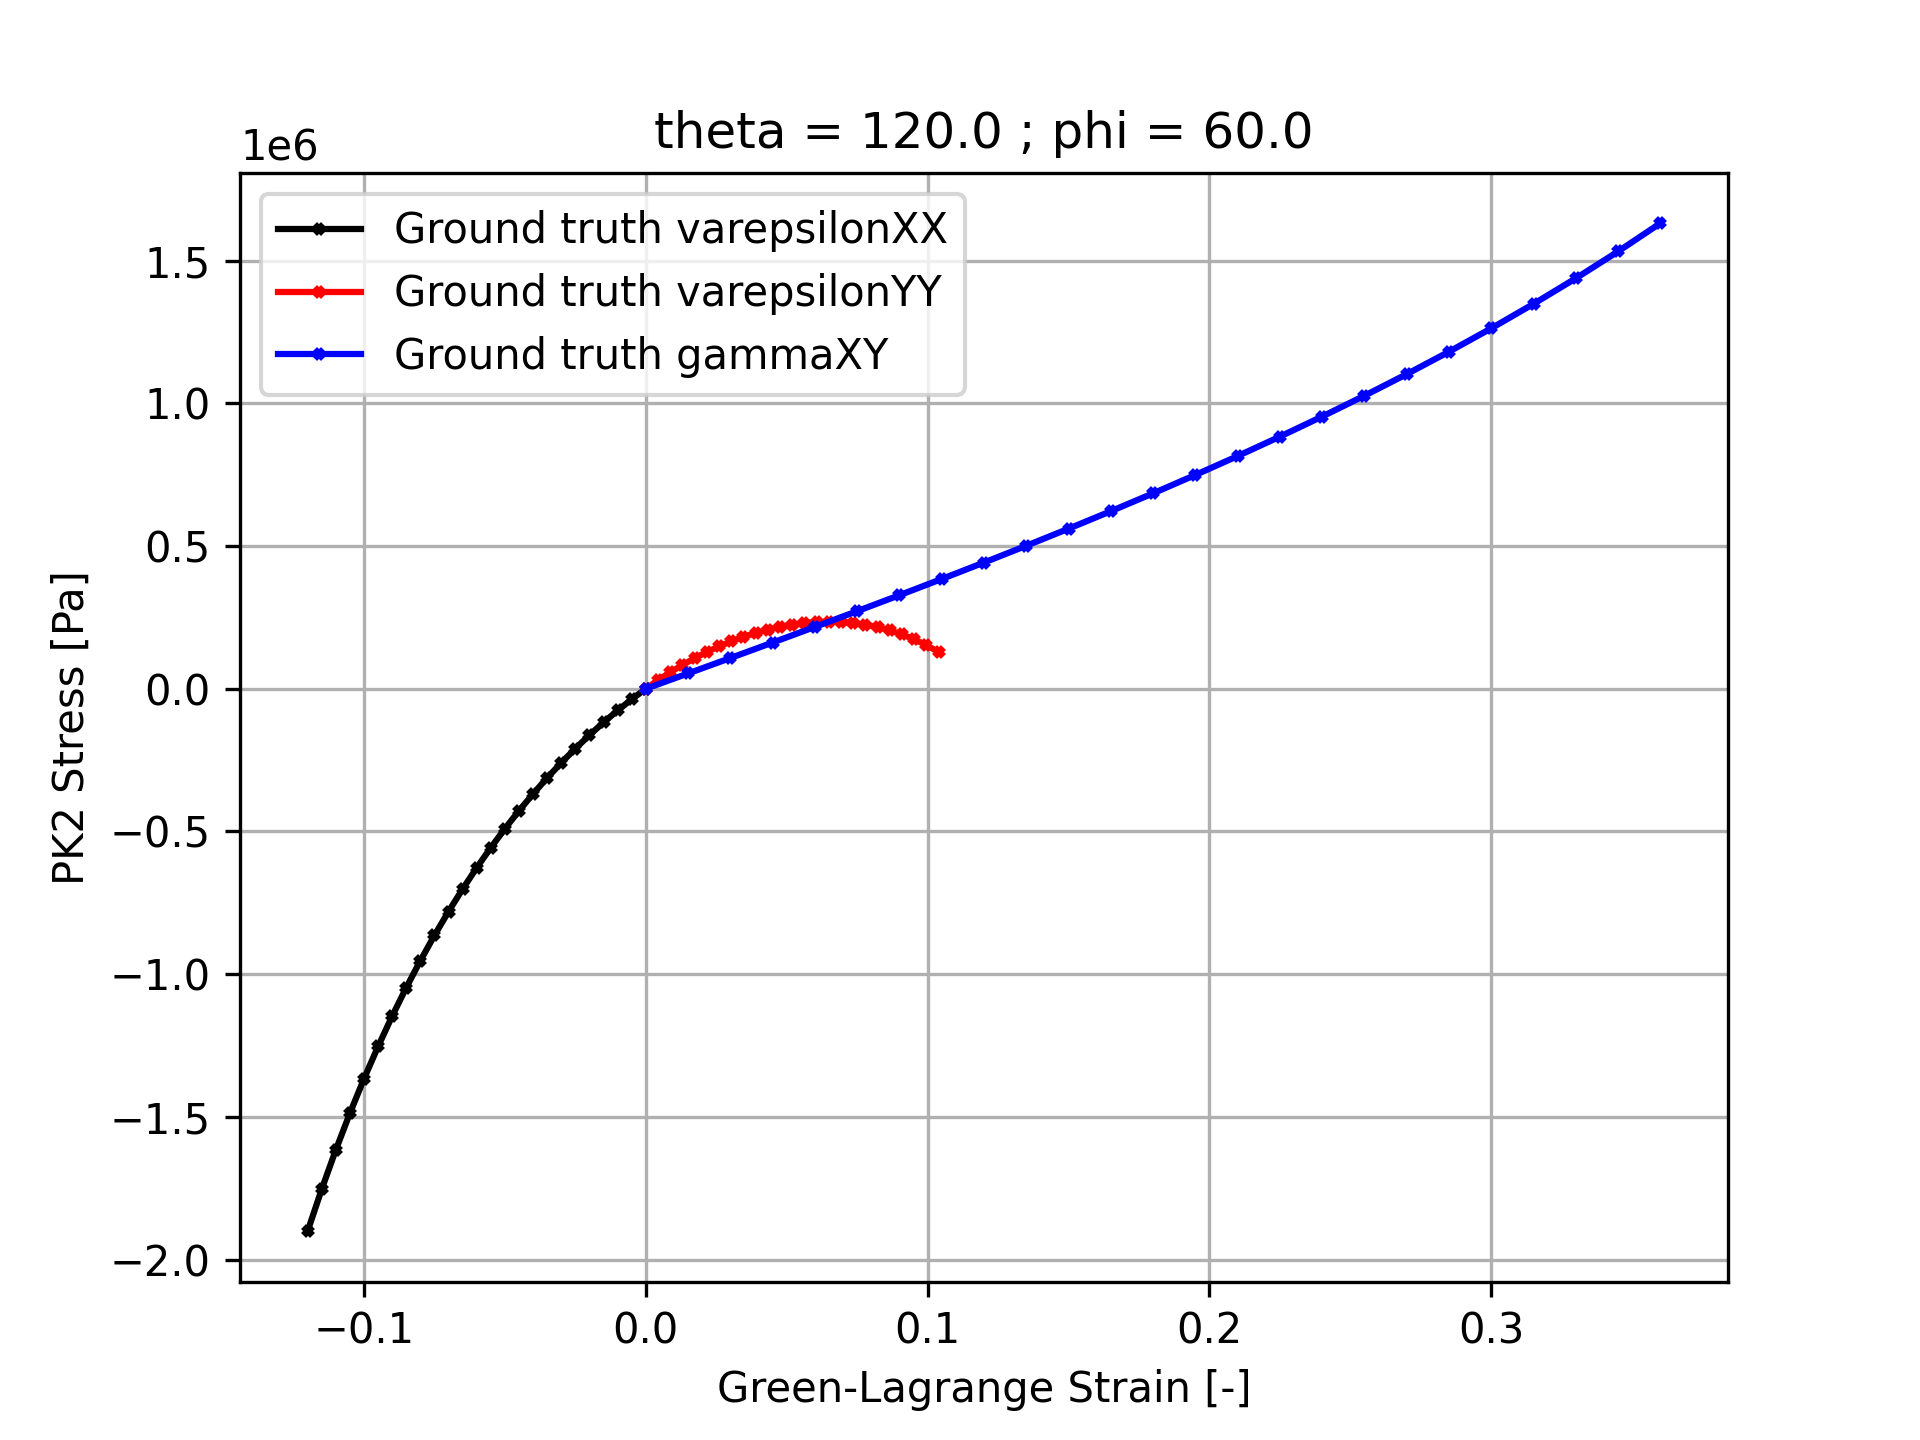 theta = 120.0 ; phi = 60.0
1e6
Ground truth varepsilonXX
Ground truth varepsilonYY
Ground truth gammaXY
1.5
1.0
0.5
0.0
−0.5
−1.0
−1.5
−2.0
PK2 Stress [Pa]
−0.1 0.0 0.1 0.2 0.3
Green-Lagrange Strain [-]